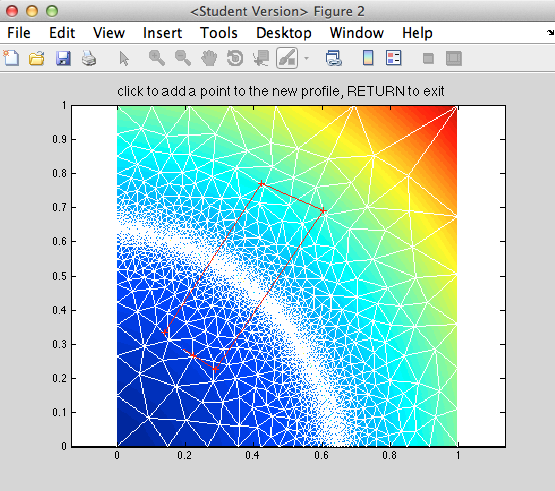 <Student Version> Figure 2
File Edit View Insert Tools Desktop Window Help
click to add a point to the new profile, RETURN to exit
1
0.9
0.8
0.7
0.6
0.5
0.4
0.3
0.2
0.1
0
0 0.2 0.4 0.6 0.8 1